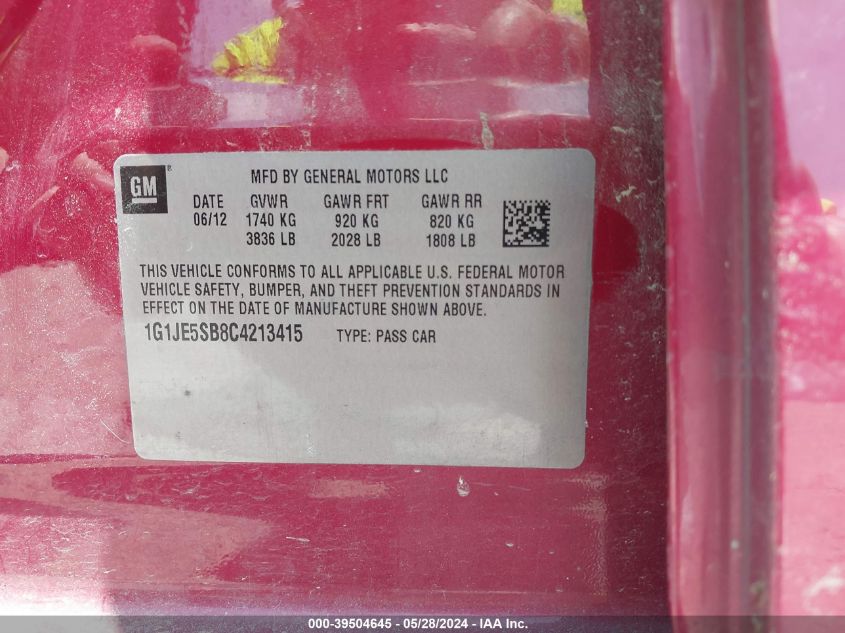 GM®
MFD BY GENERAL MOTORS LLC
DATE GVWR GAWR FRT GAWR RR
06/12 1740 KG 920 KG 820 KG
3836 LB 2028 LB 1808 LB
THIS VEHICLE CONFORMS TO ALL APPLICABLE U.S. FEDERAL MOTOR
VEHICLE SAFETY, BUMPER, AND THEFT PREVENTION STANDARDS IN
EFFECT ON THE DATE OF MANUFACTURE SHOWN ABOVE.
1G1JE5SB8C4213415 TYPE: PASS CAR
000-39504645 - 05/28/2024 - IAA Inc.